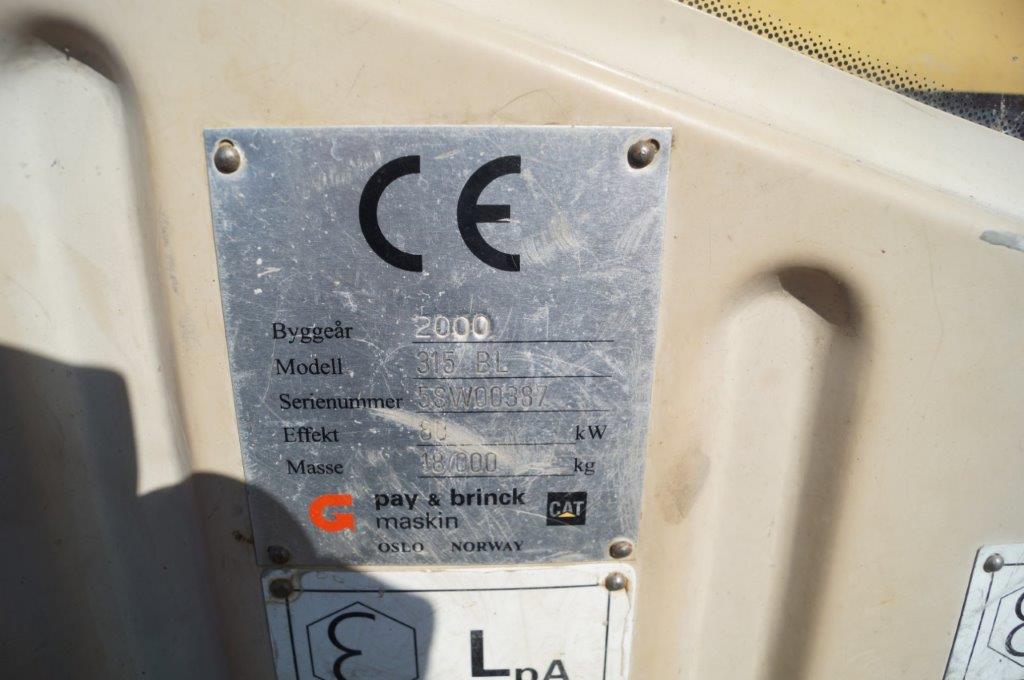 CE
Byggeår 2000
Modell 315 BL
Serienummer 5SW00387
Effekt kW
Masse 18000 kg
G pay & brinck
maskin
CAT
OSLO NORWAY
LpA